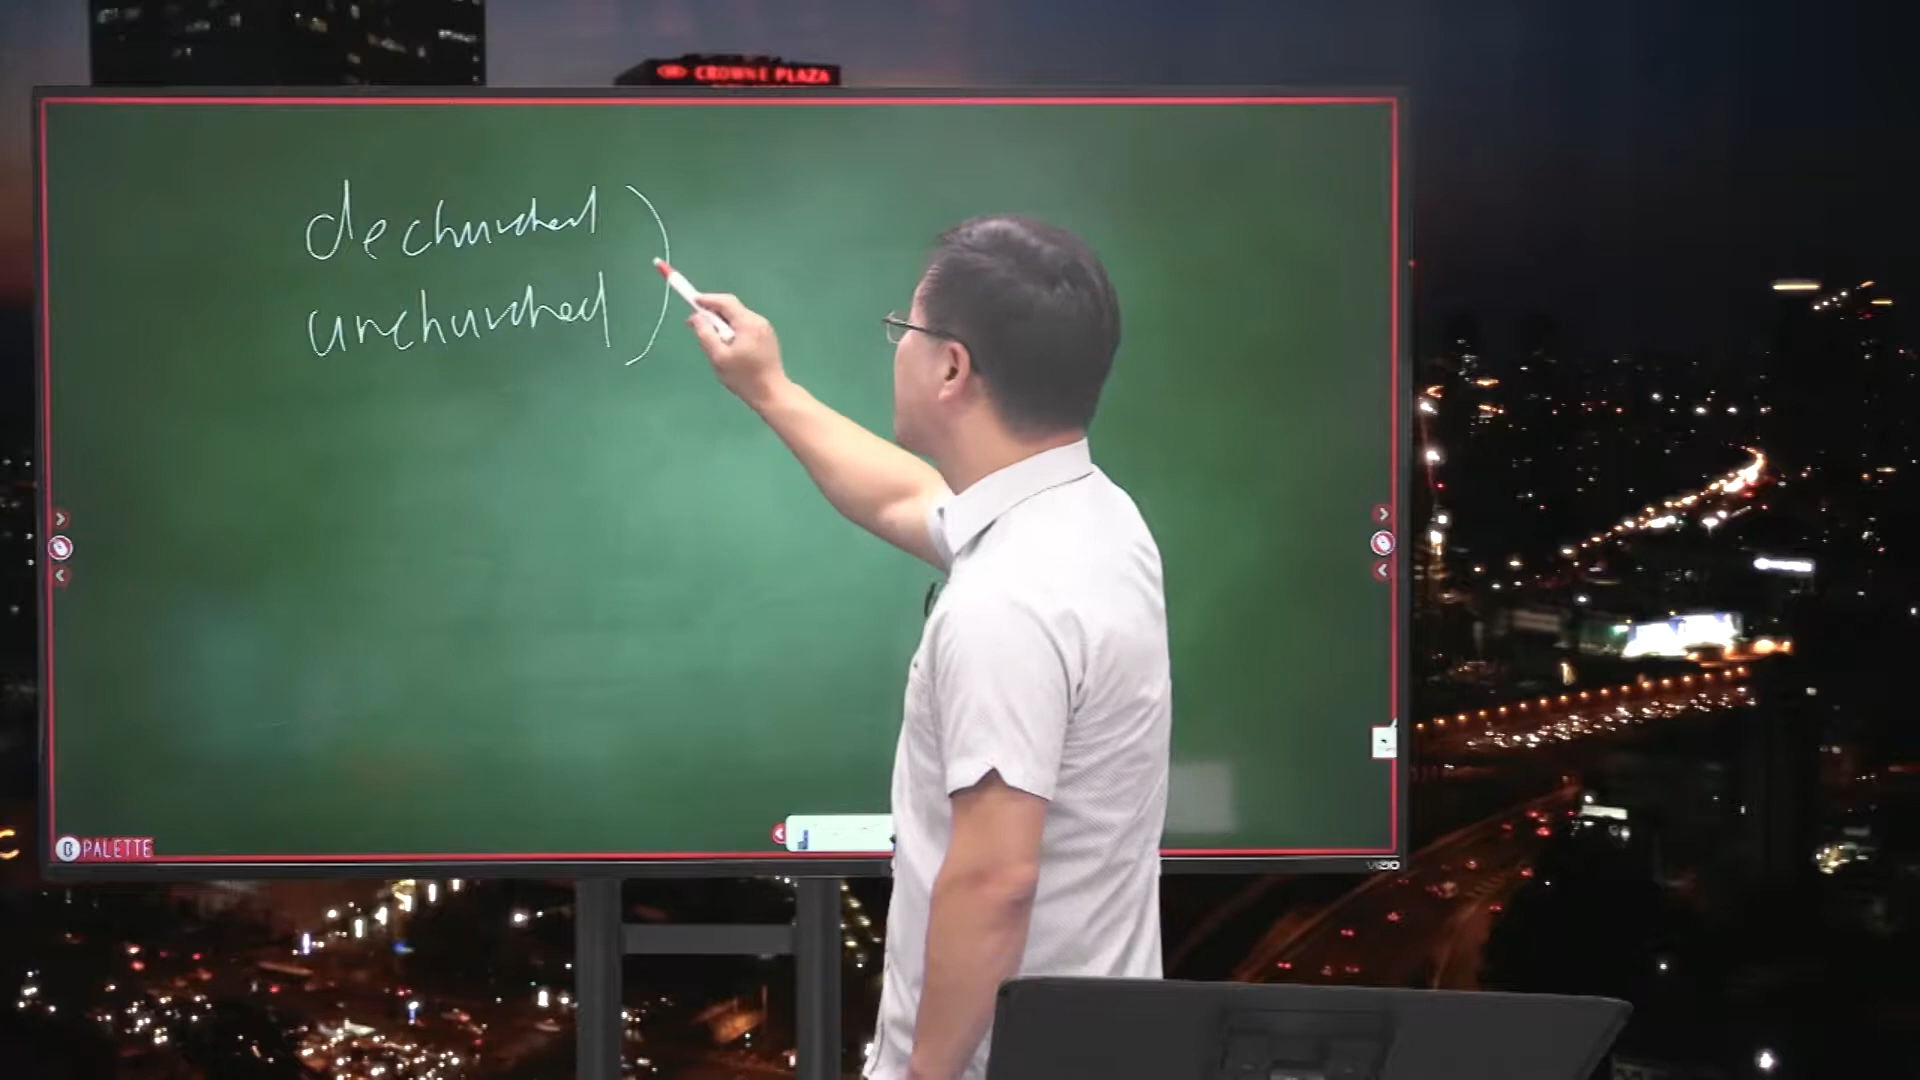 CROWNE PLAZA
dechurched
unchurched
PALETTE
VIZIO